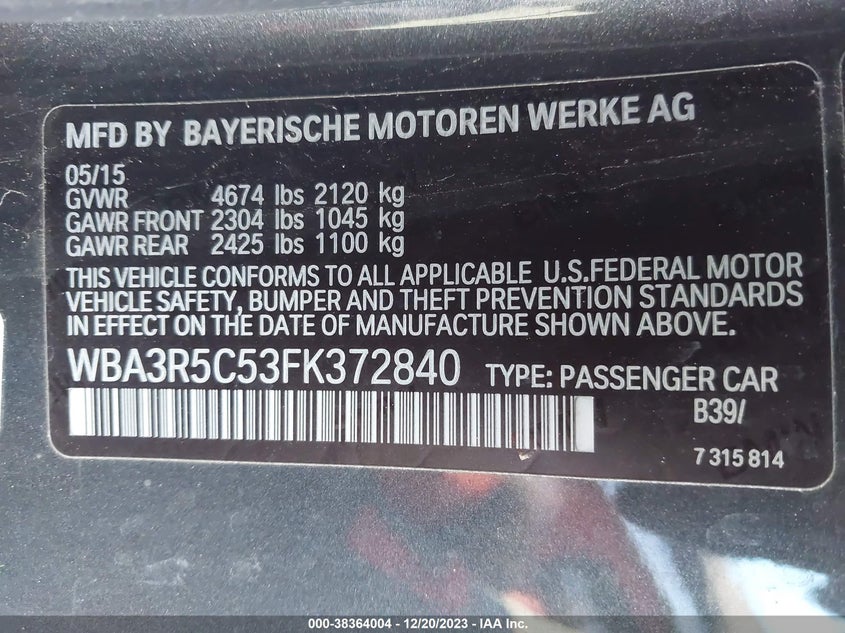 MFD BY BAYERISCHE MOTOREN WERKE AG
05/15
GVWR 4674 lbs 2120 kg
GAWR FRONT 2304 lbs 1045 kg
GAWR REAR 2425 lbs 1100 kg
THIS VEHICLE CONFORMS TO ALL APPLICABLE U.S.FEDERAL MOTOR
VEHICLE SAFETY, BUMPER AND THEFT PREVENTION STANDARDS
IN EFFECT ON THE DATE OF MANUFACTURE SHOWN ABOVE.
WBA3R5C53FK372840 TYPE: PASSENGER CAR
B39/
7 315 814
000-38364004 - 12/20/2023 - IAA Inc.